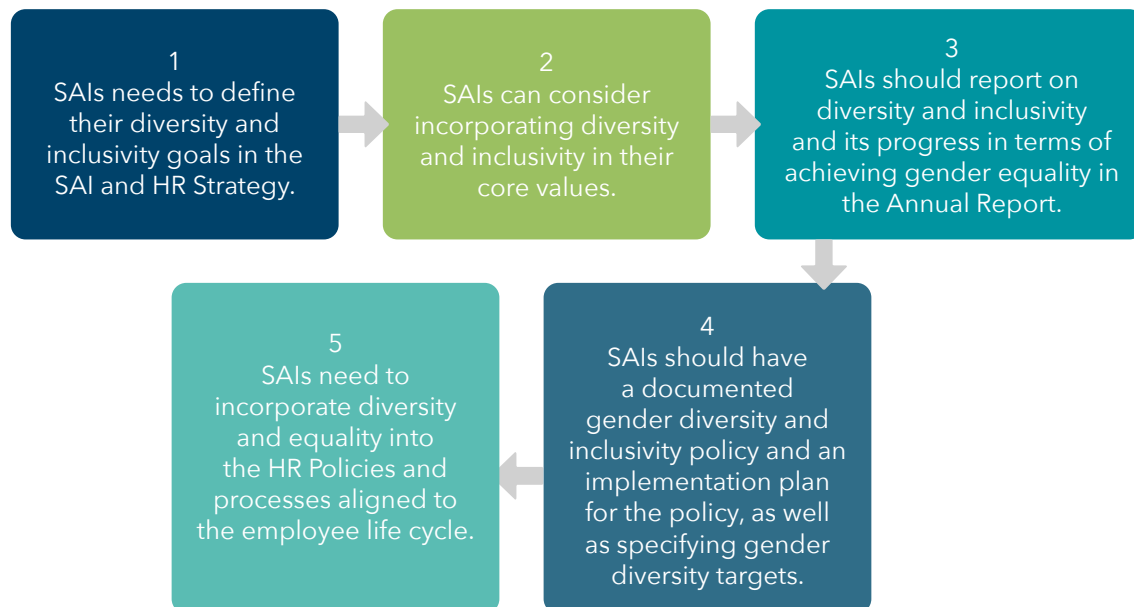 1
SAIs needs to define
their diversity and
inclusivity goals in the
SAI and HR Strategy.
2
SAIs can consider
incorporating diversity
and inclusivity in their
core values.
3
SAIs should report on
diversity and inclusivity
and its progress in terms of
achieving gender equality in
the Annual Report.
4
SAIs should have
a documented
gender diversity and
inclusivity policy and an
implementation plan
for the policy, as well
as specifying gender
diversity targets.
5
SAIs need to
incorporate diversity
and equality into
the HR Policies and
processes aligned to
the employee life cycle.